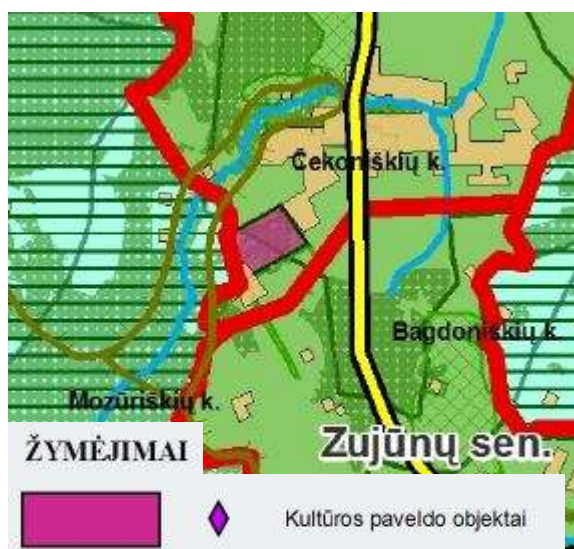 Čekoniškių k.
Bagdoniškių k.
Mozūriškių k.
Zujūnų sen.
ŽYMĖJIMAI
Kultūros paveldo objektai